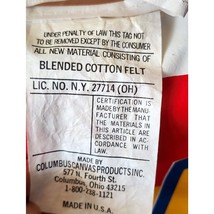 UNDER PENALTY OF LAW THIS TAG NOT
TO BE REMOVED EXCEPT BY THE CONSUMER
ALL NEW MATERIAL CONSISTING OF
BLENDED COTTON FELT
LIC. NO. N.Y. 27714 (OH)
CERTIFICATION IS
MADE BY THE MANU-
FACTURER THAT
THE MATERIALS IN
THIS ARTICLE ARE
DESCRIBED IN AC-
CORDANCE WITH
LAW.
MADE BY
COLUMBUS CANVAS PRODUCTS INC.
577 N. Fourth St.
Columbus, Ohio 43215
1-800-218-1121
MADE IN U.S.A.